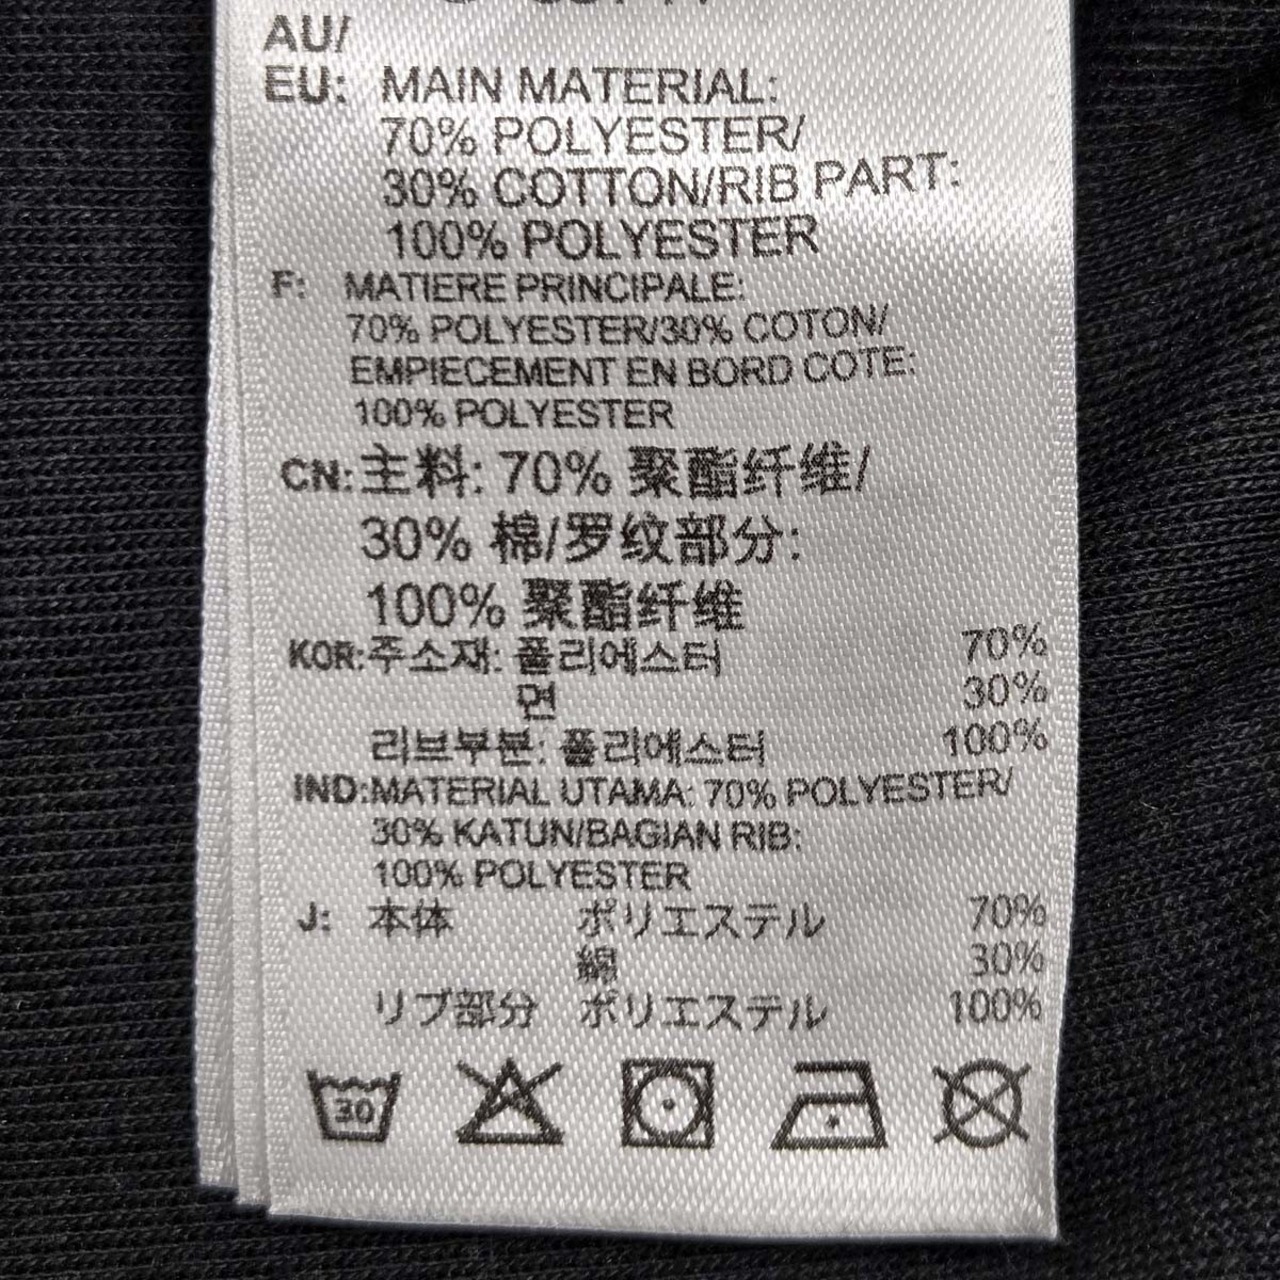 AU/
EU: MAIN MATERIAL:
70% POLYESTER/
30% COTTON/RIB PART:
100% POLYESTER
F: MATIERE PRINCIPALE:
70% POLYESTER/30% COTON/
EMPIECEMENT EN BORD COTE:
100% POLYESTER
CN: 主料: 70% 聚酯纤维/
30% 棉/罗纹部分:
100% 聚酯纤维
KOR: 주소재: 폴리에스터 70%
면 30%
리브부분: 폴리에스터 100%
IND: MATERIAL UTAMA: 70% POLYESTER/
30% KATUN/BAGIAN RIB:
100% POLYESTER
J: 本体 ポリエステル 70%
綿 30%
リブ部分 ポリエステル 100%
30